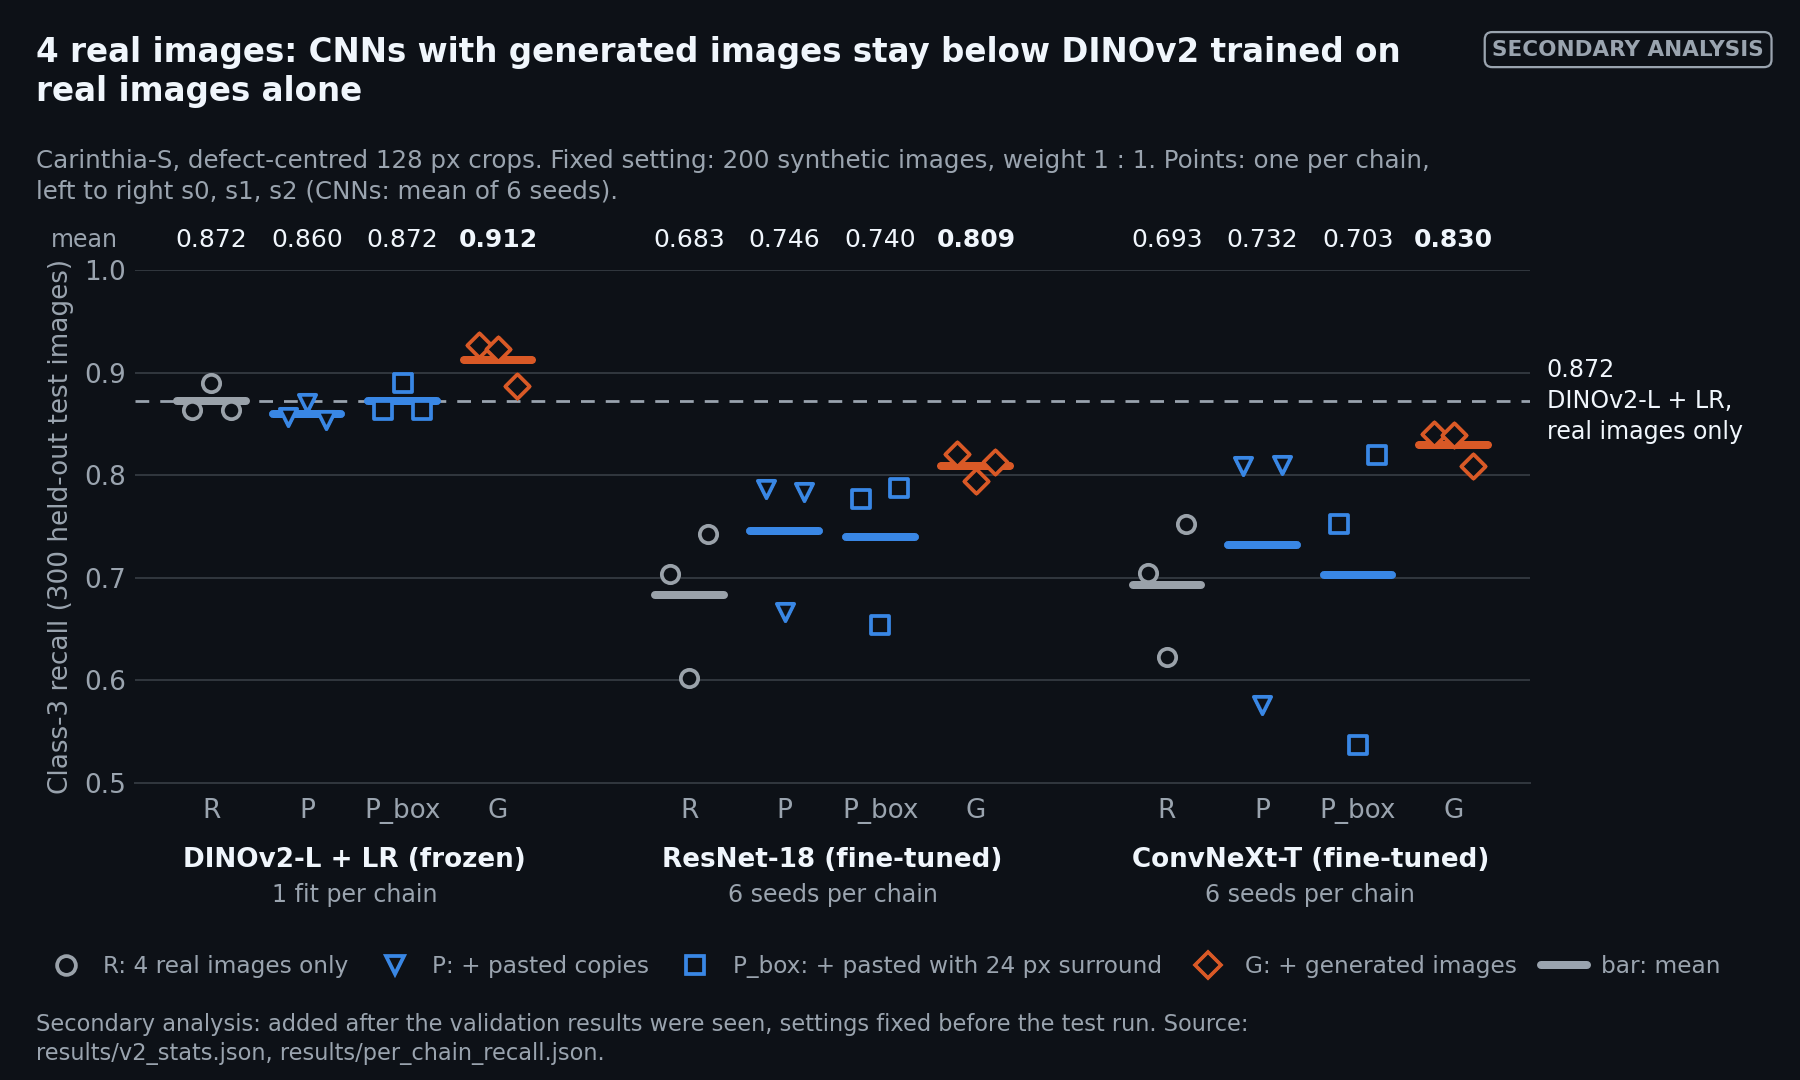 4 real images: CNNs with generated images stay below DINOv2 trained on
real images alone
SECONDARY ANALYSIS
Carinthia-S, defect-centred 128 px crops. Fixed setting: 200 synthetic images, weight 1 : 1. Points: one per chain,
left to right s0, s1, s2 (CNNs: mean of 6 seeds).
mean 0.872 0.860 0.872 0.912 0.683 0.746 0.740 0.809 0.693 0.732 0.703 0.830
Class-3 recall (300 held-out test images)
1.0
0.9
0.8
0.7
0.6
0.5
0.872
DINOv2-L + LR,
real images only
R P P_box G R P P_box G R P P_box G
DINOv2-L + LR (frozen) ResNet-18 (fine-tuned) ConvNeXt-T (fine-tuned)
1 fit per chain 6 seeds per chain 6 seeds per chain
R: 4 real images only P: + pasted copies P_box: + pasted with 24 px surround G: + generated images bar: mean
Secondary analysis: added after the validation results were seen, settings fixed before the test run. Source:
results/v2_stats.json, results/per_chain_recall.json.